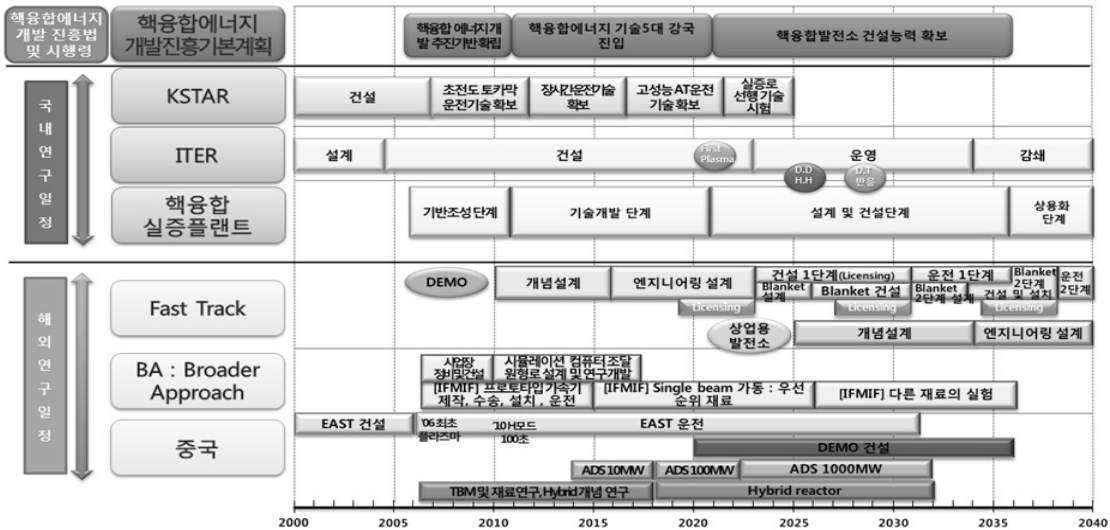 핵융합에너지
개발 진흥법
및 시행령
핵융합에너지
개발진흥기본계획
핵융합 에너지 개
발 추진기반 확립
핵융합에너지 기술5대 강국
진입
핵융합발전소 건설능력 확보
국내연구일정
KSTAR
건설
초전도 토카막
운전기술 확보
장시간운전기술
확보
고성능 AT운전
기술 확보
실증로
선행 기술
시험
ITER
설계
건설
First
Plasma
운영
감쇄
D.D
H.H
D.T
반응
핵융합
실증플랜트
기반조성 단계
기술개발 단계
설계 및 건설단계
상용화
단계
해외연구일정
Fast Track
DEMO
개념설계
엔지니어링 설계
건설 1단계(Licensing)
운전 1단계
Blanket
2단계
건설 및 설치
운전
2단계
Blanket
설계
Blanket 건설
Blanket
2단계 설계
Licensing
Licensing
Licensing
상업용
발전소
개념설계
엔지니어링 설계
BA : Broader
Approach
사업장
정비및건설
시뮬레이션 컴퓨터 조달
원형로 설계 및 연구개발
[IFMIF] 프로토타입가속기
제작, 수송, 설치 , 운전
[IFMIF] Single beam 가동 : 우선
순위 재료
[IFMIF] 다른 재료의 실험
중국
EAST 건설
'06 최초
플라즈마
'10 H모드
100초
EAST 운전
DEMO 건설
ADS 10MW
ADS 100MW
ADS 1000MW
TBM 및 재료연구, Hybrid 개념 연구
Hybrid reactor
2000 2005 2010 2015 2020 2025 2030 2035 2040